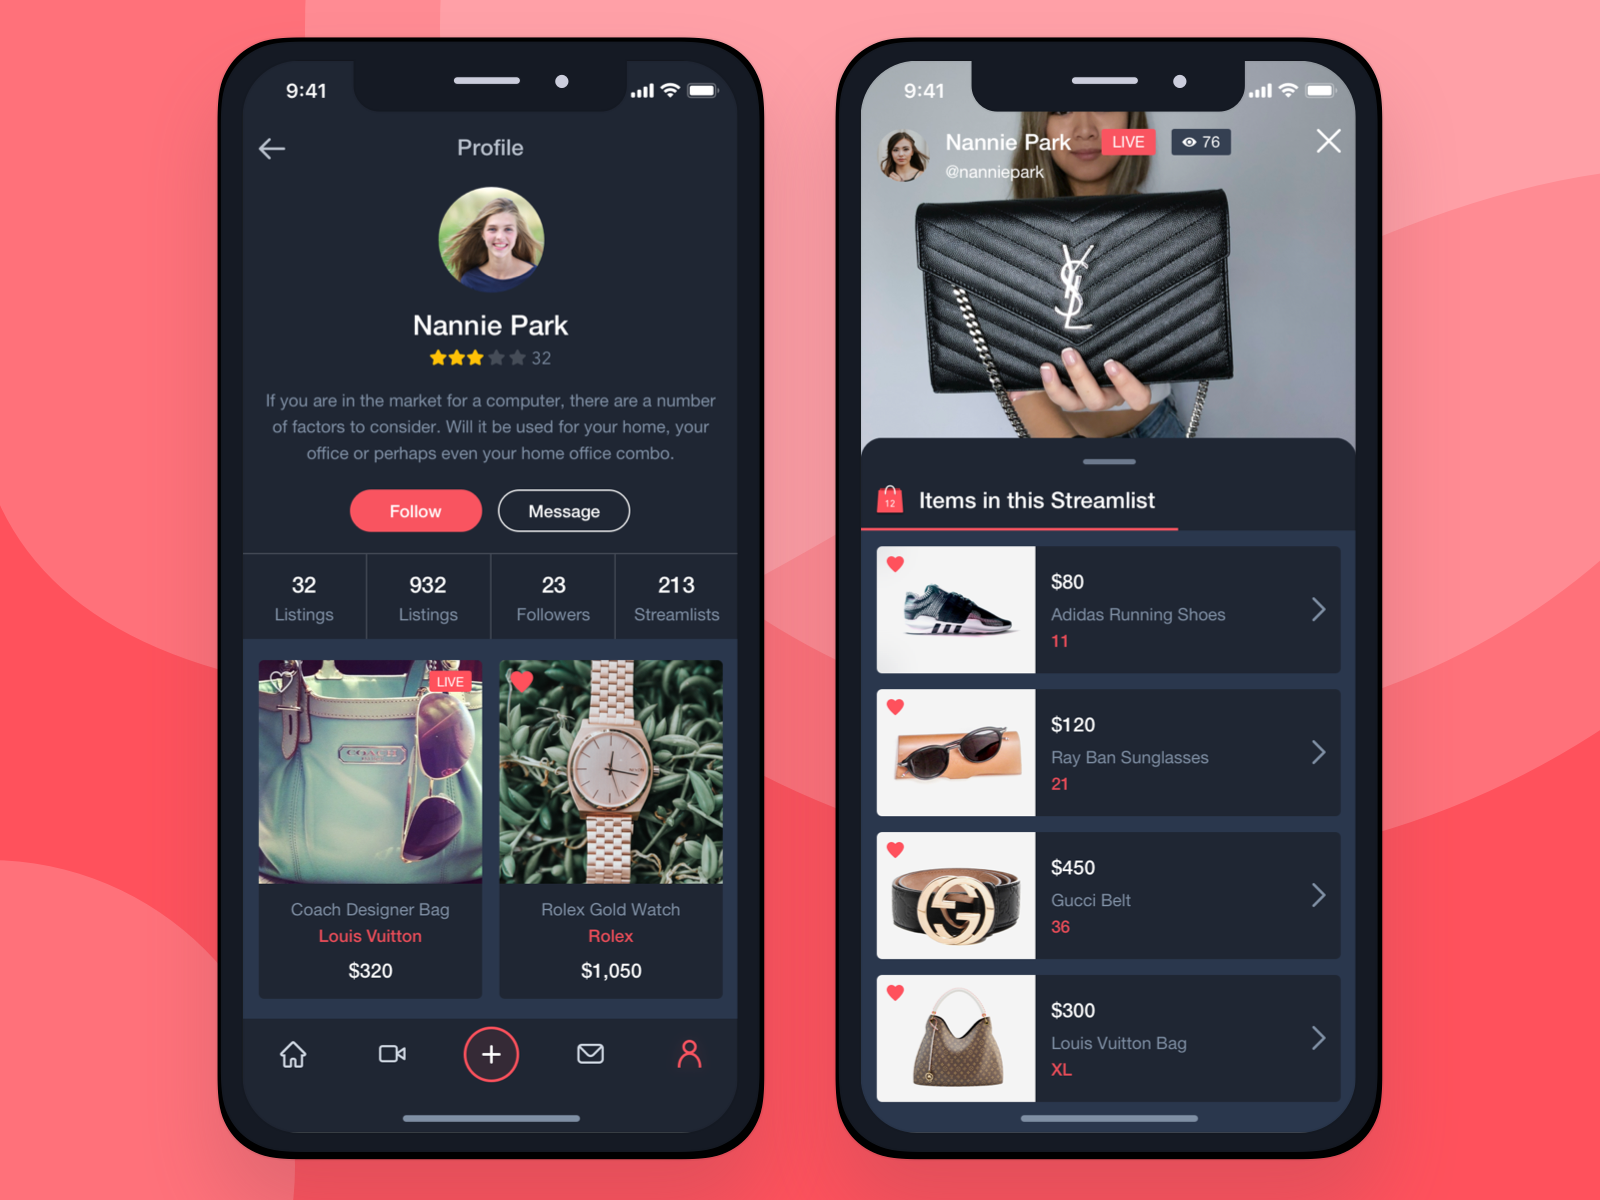 9:41
Profile
Nannie Park
32
If you are in the market for a computer, there are a number
of factors to consider. Will it be used for your home, your
office or perhaps even your home office combo.
Follow
Message
32
Listings
932
Listings
23
Followers
213
Streamlists
LIVE
COACH
Coach Designer Bag
Louis Vuitton
$320
Rolex Gold Watch
Rolex
$1,050
9:41
Nannie Park
LIVE
76
@nanniepark
YSL
12
Items in this Streamlist
$80
Adidas Running Shoes
11
$120
Ray Ban Sunglasses
21
$450
Gucci Belt
36
$300
Louis Vuitton Bag
XL